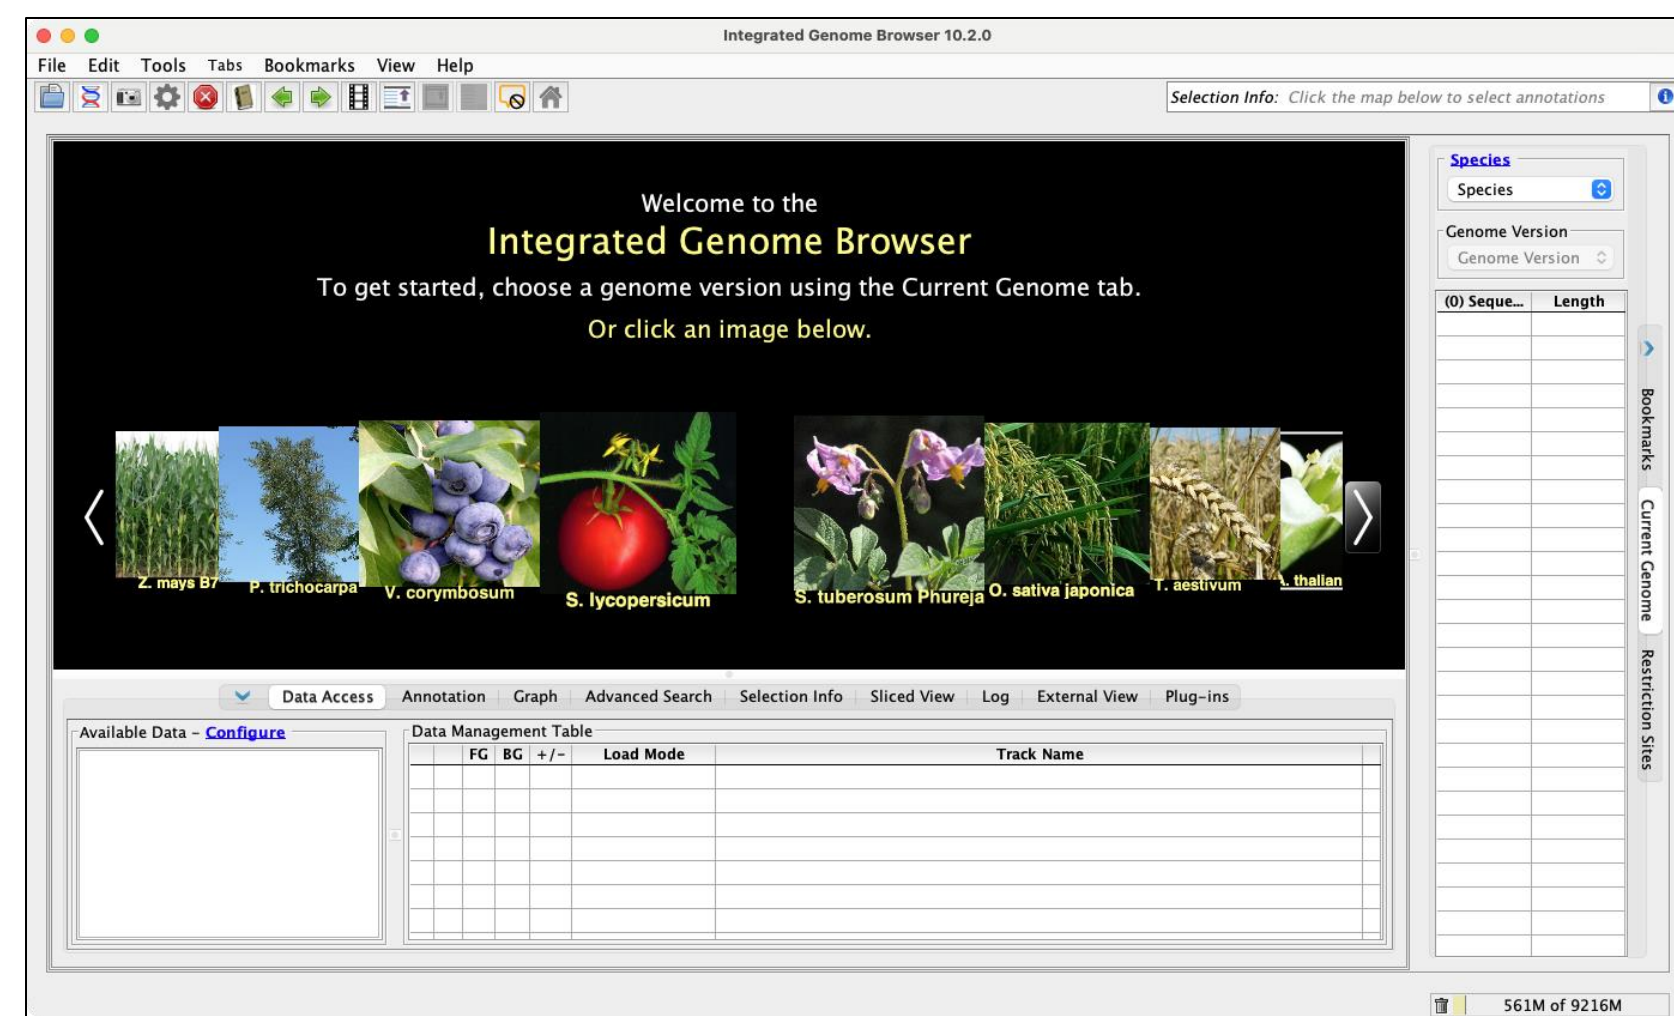 Integrated Genome Browser 10.2.0
File Edit Tools Tabs Bookmarks View Help
Selection Info: Click the map below to select annotations
Welcome to the
Integrated Genome Browser
To get started, choose a genome version using the Current Genome tab.
Or click an image below.
Z. mays B7
P. trichocarpa
V. corymbosum
S. lycopersicum
S. tuberosum Phureja
O. sativa japonica
T. aestivum
. thalian
Data Access Annotation Graph Advanced Search Selection Info Sliced View Log External View Plug-ins
Available Data - Configure
Data Management Table
FG BG +/- Load Mode Track Name
Species
Species
Genome Version
Genome Version
(0) Seque... Length
Bookmarks
Current Genome
Restriction Sites
561M of 9216M